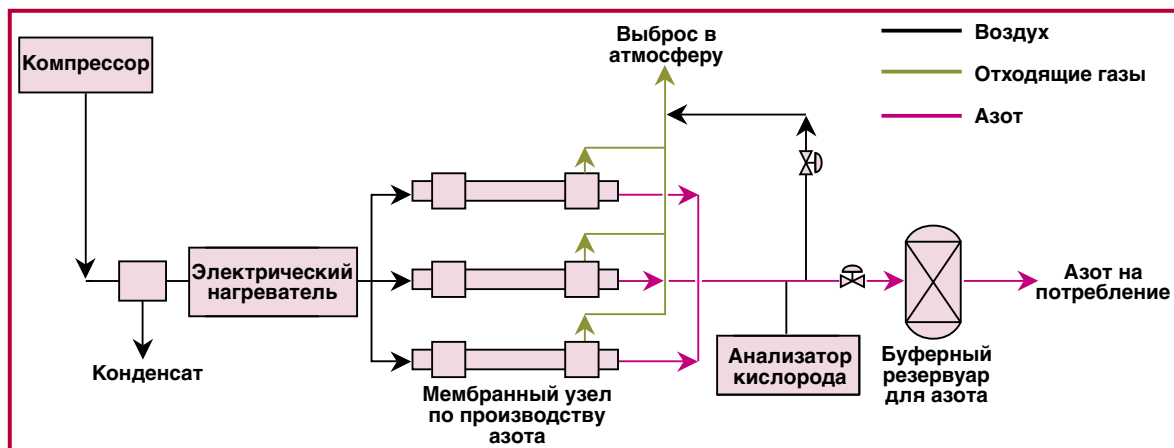 Компрессор
Выброс в
атмосферу
Воздух
Отходящие газы
Азот
Электрический
нагреватель
Конденсат
Мембранный узел
по производству
азота
Анализатор
кислорода
Буферный
резервуар
для азота
Азот на
потребление